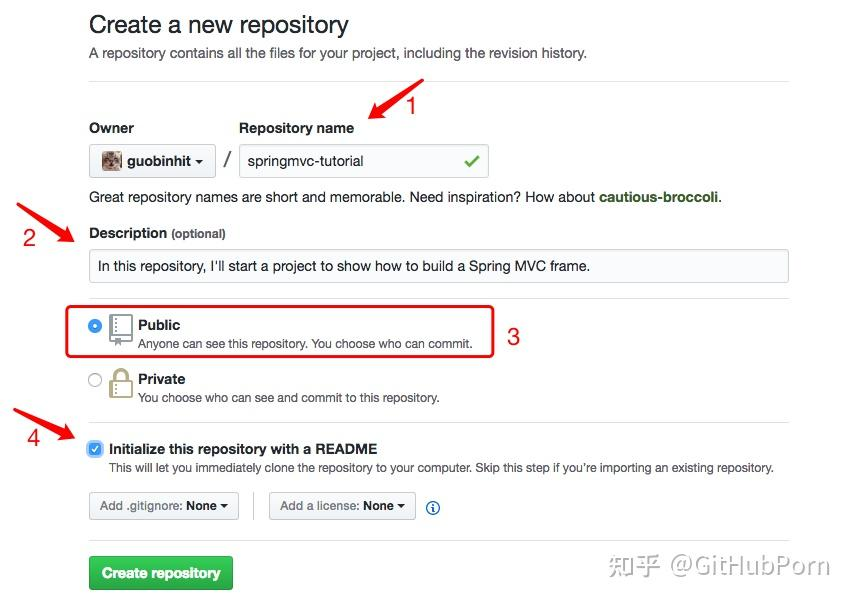 Create a new repository
A repository contains all the files for your project, including the revision history.
1
Owner Repository name
guobinhit / springmvc-tutorial
Great repository names are short and memorable. Need inspiration? How about cautious-broccoli.
2
Description (optional)
In this repository, I'll start a project to show how to build a Spring MVC frame.
Public
Anyone can see this repository. You choose who can commit.
3
Private
You choose who can see and commit to this repository.
4
Initialize this repository with a README
This will let you immediately clone the repository to your computer. Skip this step if you’re importing an existing repository.
Add .gitignore: None Add a license: None
Create repository
知乎 @GitHubPorn